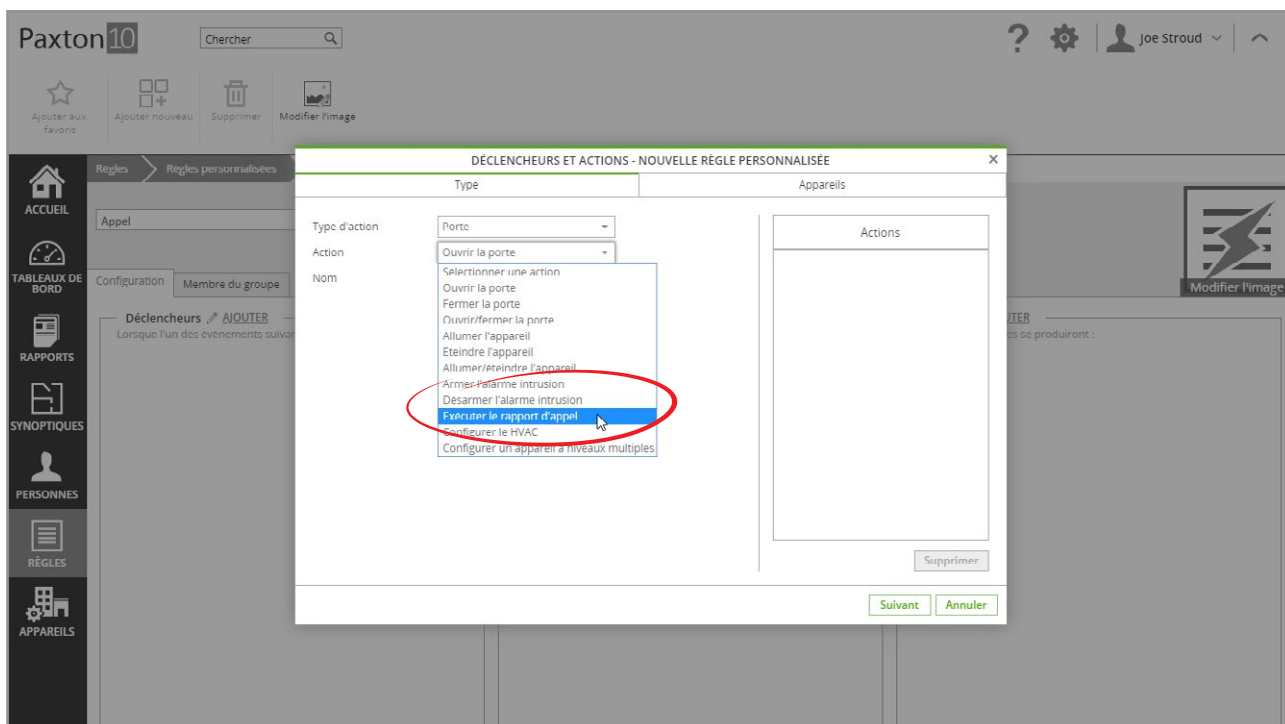 Paxton10
Chercher
Joe Stroud
Ajouter aux favoris
Ajouter nouveau
Supprimer
Modifier l'image
Règles
Règles personnalisées
DÉCLENCHEURS ET ACTIONS - NOUVELLE RÈGLE PERSONNALISÉE
Type
Appareils
ACCUEIL
TABLEAUX DE BORD
RAPPORTS
SYNOPTIQUES
PERSONNES
RÈGLES
APPAREILS
Appel
Configuration
Membre du groupe
Déclencheurs AJOUTER
Lorsque l'un des évènements suivan
Type d'action
Porte
Action
Ouvrir la porte
Nom
Sélectionner une action
Ouvrir la porte
Fermer la porte
Ouvrir/fermer la porte
Allumer l'appareil
Eteindre l'appareil
Allumer/éteindre l'appareil
Armer l'alarme intrusion
Désarmer l'alarme intrusion
Exécuter le rapport d'appel
Configurer le HVAC
Configurer un appareil à niveaux multiples
Actions
Supprimer
Suivant
Annuler
Modifier l'image
UTER
es se produiront :